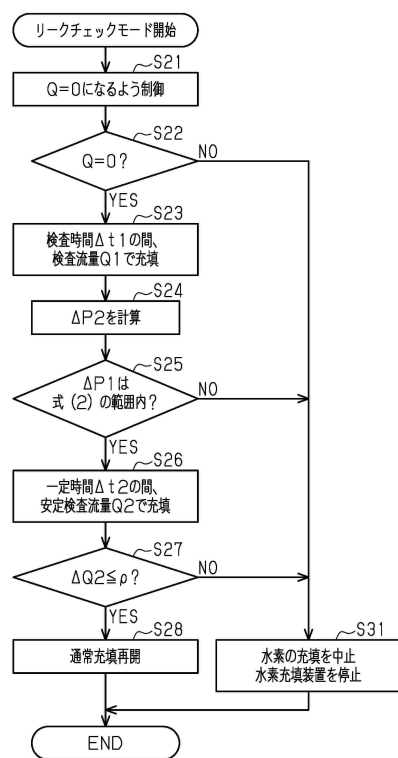 リークチェックモード開始
S21
Q=0になるよう制御
S22
Q=0?
NO
YES
S23
検査時間Δt1の間、
検査流量Q1で充填
S24
ΔP2を計算
S25
ΔP1は
式(2)の範囲内?
NO
YES
S26
一定時間Δt2の間、
安定検査流量Q2で充填
S27
ΔQ2≦ρ?
NO
YES
S28
通常充填再開
S31
水素の充填を中止
水素充填装置を停止
END